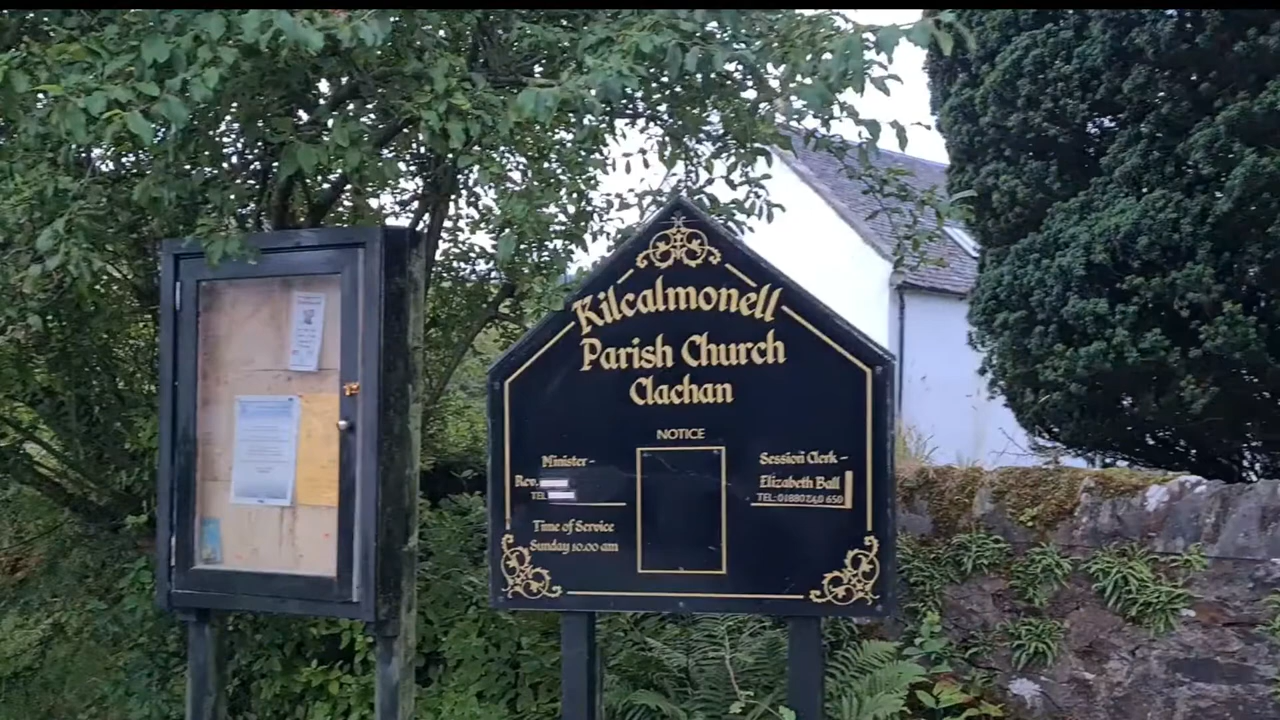 Kilcalmonell
Parish Church
Clachan
NOTICE
Minister -
Rev.
TEL
Time of Service
Sunday 10.00 am
Session Clerk -
Elizabeth Ball
TEL: 01880 740 650